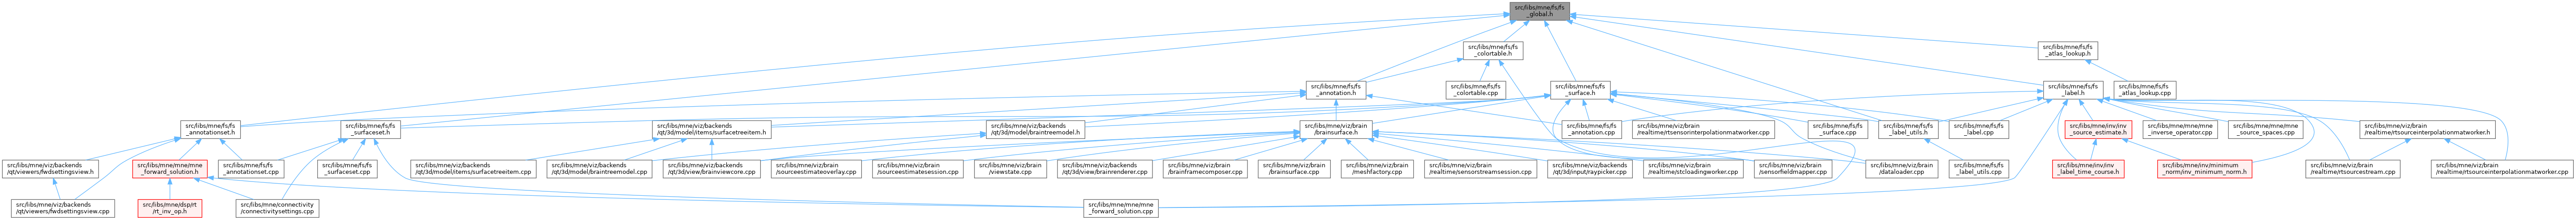 src/libs/mne/fs/fs
_global.h
src/libs/mne/fs/fs
_colortable.h
src/libs/mne/fs/fs
_atlas_lookup.h
src/libs/mne/fs/fs
_annotation.h
src/libs/mne/fs/fs
_colortable.cpp
src/libs/mne/fs/fs
_surface.h
src/libs/mne/fs/fs
_label.h
src/libs/mne/fs/fs
_atlas_lookup.cpp
src/libs/mne/fs/fs
_annotationset.h
src/libs/mne/fs/fs
_surfaceset.h
src/libs/mne/viz/backends
/qt/3d/model/items/surfacetreeitem.h
src/libs/mne/viz/backends
/qt/3d/model/braintreemodel.h
src/libs/mne/viz/brain
/brainsurface.h
src/libs/mne/fs/fs
_annotation.cpp
src/libs/mne/viz/brain
/realtime/rtsensorinterpolationmatworker.cpp
src/libs/mne/fs/fs
_surface.cpp
src/libs/mne/fs/fs
_label_utils.h
src/libs/mne/fs/fs
_label.cpp
src/libs/mne/inv/inv
_source_estimate.h
src/libs/mne/mne/mne
_inverse_operator.cpp
src/libs/mne/mne/mne
_source_spaces.cpp
src/libs/mne/viz/brain
/realtime/rtsourceinterpolationmatworker.h
src/libs/mne/viz/backends
/qt/viewers/fwdsettingsview.h
src/libs/mne/mne/mne
_forward_solution.h
src/libs/mne/fs/fs
_annotationset.cpp
src/libs/mne/fs/fs
_surfaceset.cpp
src/libs/mne/viz/backends
/qt/3d/model/items/surfacetreeitem.cpp
src/libs/mne/viz/backends
/qt/3d/model/braintreemodel.cpp
src/libs/mne/viz/backends
/qt/3d/view/brainviewcore.cpp
src/libs/mne/viz/brain
/sourceestimateoverlay.cpp
src/libs/mne/viz/brain
/sourceestimatesession.cpp
src/libs/mne/viz/brain
/viewstate.cpp
src/libs/mne/viz/backends
/qt/3d/view/brainrenderer.cpp
src/libs/mne/viz/brain
/brainframecomposer.cpp
src/libs/mne/viz/brain
/brainsurface.cpp
src/libs/mne/viz/brain
/meshfactory.cpp
src/libs/mne/viz/brain
/realtime/sensorstreamsession.cpp
src/libs/mne/viz/backends
/qt/3d/input/raypicker.cpp
src/libs/mne/viz/brain
/realtime/stcloadingworker.cpp
src/libs/mne/viz/brain
/sensorfieldmapper.cpp
src/libs/mne/viz/brain
/dataloader.cpp
src/libs/mne/fs/fs
_label_utils.cpp
src/libs/mne/inv/inv
_label_time_course.h
src/libs/mne/inv/minimum
_norm/inv_minimum_norm.h
src/libs/mne/viz/brain
/realtime/rtsourcestream.cpp
src/libs/mne/viz/brain
/realtime/rtsourceinterpolationmatworker.cpp
src/libs/mne/viz/backends
/qt/viewers/fwdsettingsview.cpp
src/libs/mne/dsp/rt
/rt_inv_op.h
src/libs/mne/connectivity
/connectivitysettings.cpp
src/libs/mne/mne/mne
_forward_solution.cpp